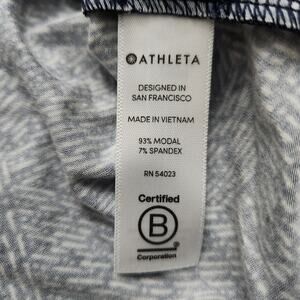 ATHLETA
DESIGNED IN
SAN FRANCISCO
MADE IN VIETNAM
93% MODAL
7% SPANDEX
RN 54023
Certified
B
Corporation